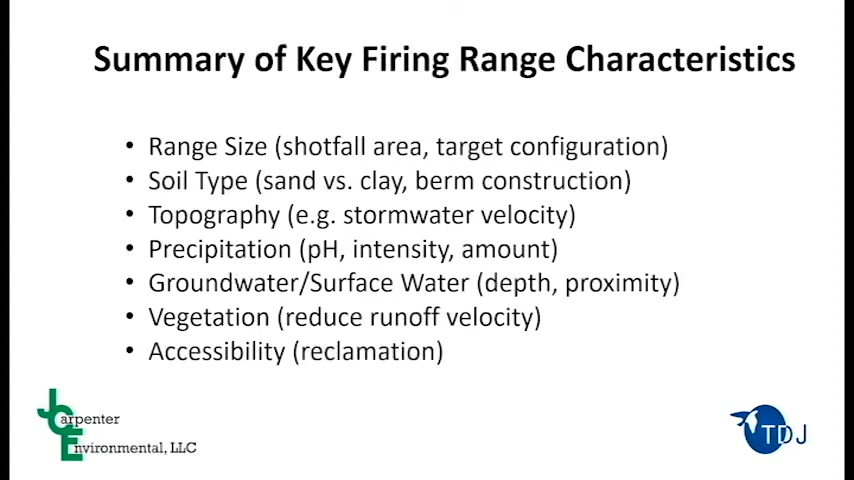 Summary of Key Firing Range Characteristics
• Range Size (shotfall area, target configuration)
• Soil Type (sand vs. clay, berm construction)
• Topography (e.g. stormwater velocity)
• Precipitation (pH, intensity, amount)
• Groundwater/Surface Water (depth, proximity)
• Vegetation (reduce runoff velocity)
• Accessibility (reclamation)
J Carpenter
Environmental, LLC
TDJ